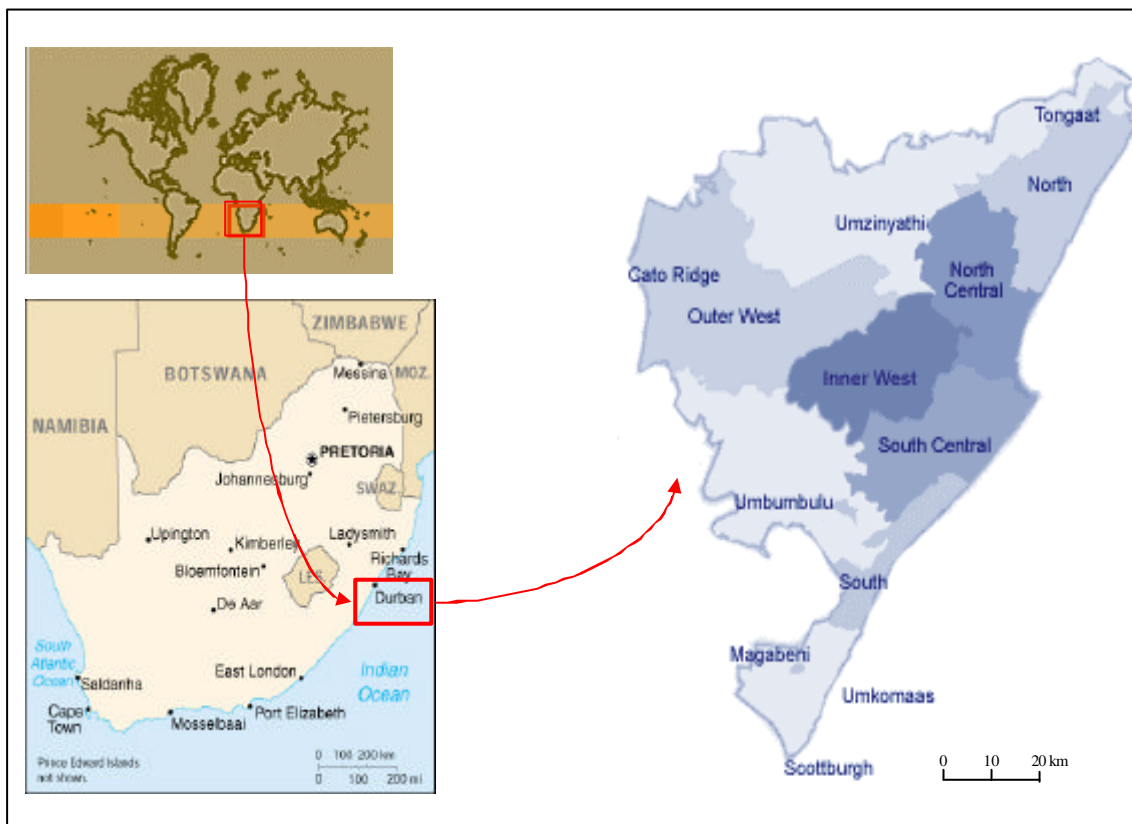 ZIMBABWE
BOTSWANA
Messina
MOZ.
NAMIBIA
Pietersburg
PRETORIA
Johannesburg
SWAZ.
Upington
Kimberley
Ladysmith
Richards
Bay
Bloemfontein
LES.
Durban
De Aar
South
Atlantic
Ocean
Saldanha
East London
Indian
Ocean
Cape
Town
Mosselbaai
Port Elizabeth
Prince Edward Islands
not shown.
0 100 200 km
0 100 200 mi
Tongaat
North
Umzinyathi
Cato Ridge
North
Central
Outer West
Inner West
South Central
Umbumbulu
South
Magabeni
Umkomaas
Scottburgh
0 10 20 km